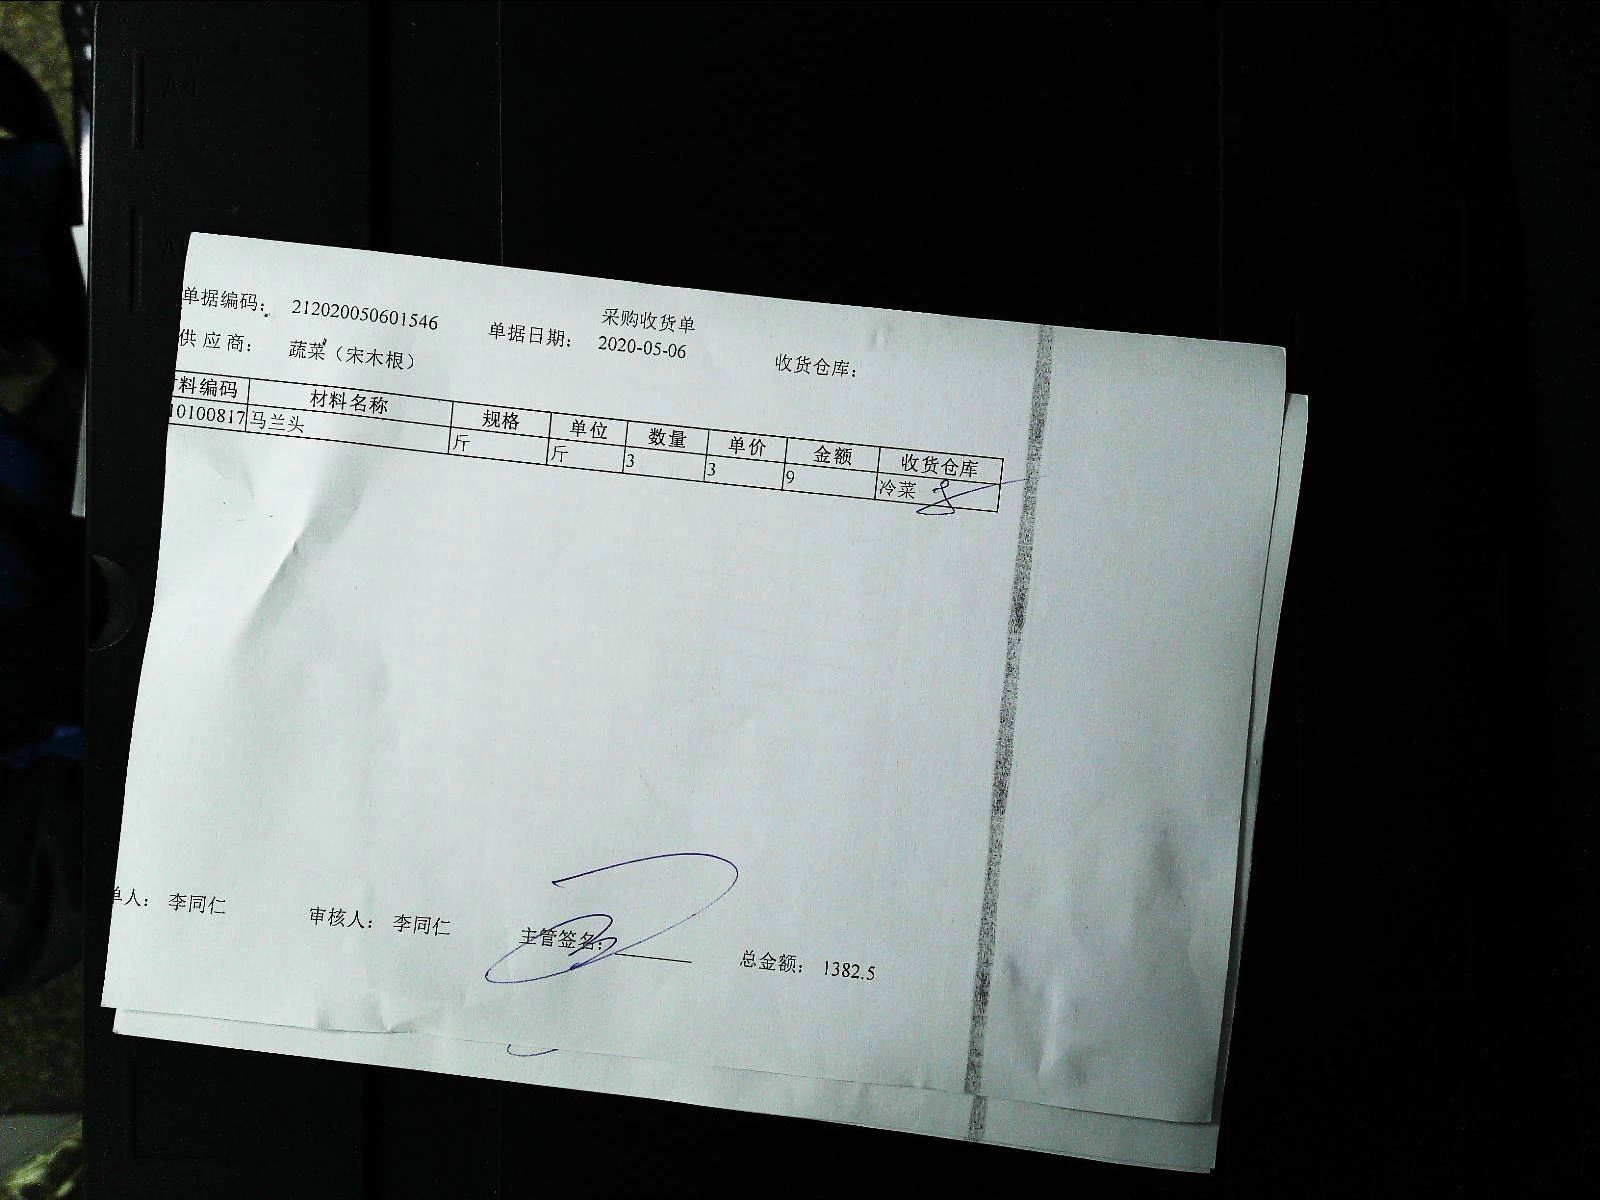 采购收货单
单据编码： 212020050601546 单据日期： 2020-05-06 收货仓库：
供 应 商： 蔬菜（宋木根）
料编码 材料名称 规格 单位 数量 单价 金额 收货仓库
10100817 马兰头 斤 斤 3 3 9 冷菜
单人： 李同仁 审核人： 李同仁 主管签名： 总金额： 1382.5